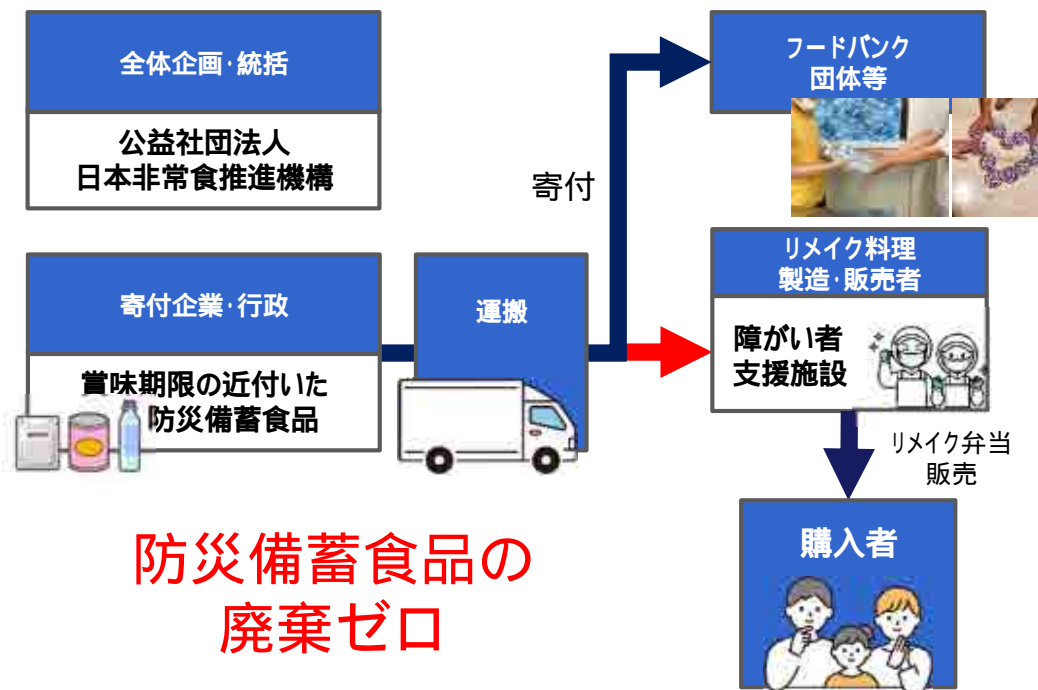 全体企画・統括
公益社団法人
日本非常食推進機構
寄付企業・行政
賞味期限の近付いた
防災備蓄食品
運搬
寄付
フードバンク
団体等
リメイク料理
製造・販売者
障がい者
支援施設
リメイク弁当
販売
購入者
防災備蓄食品の
廃棄ゼロ